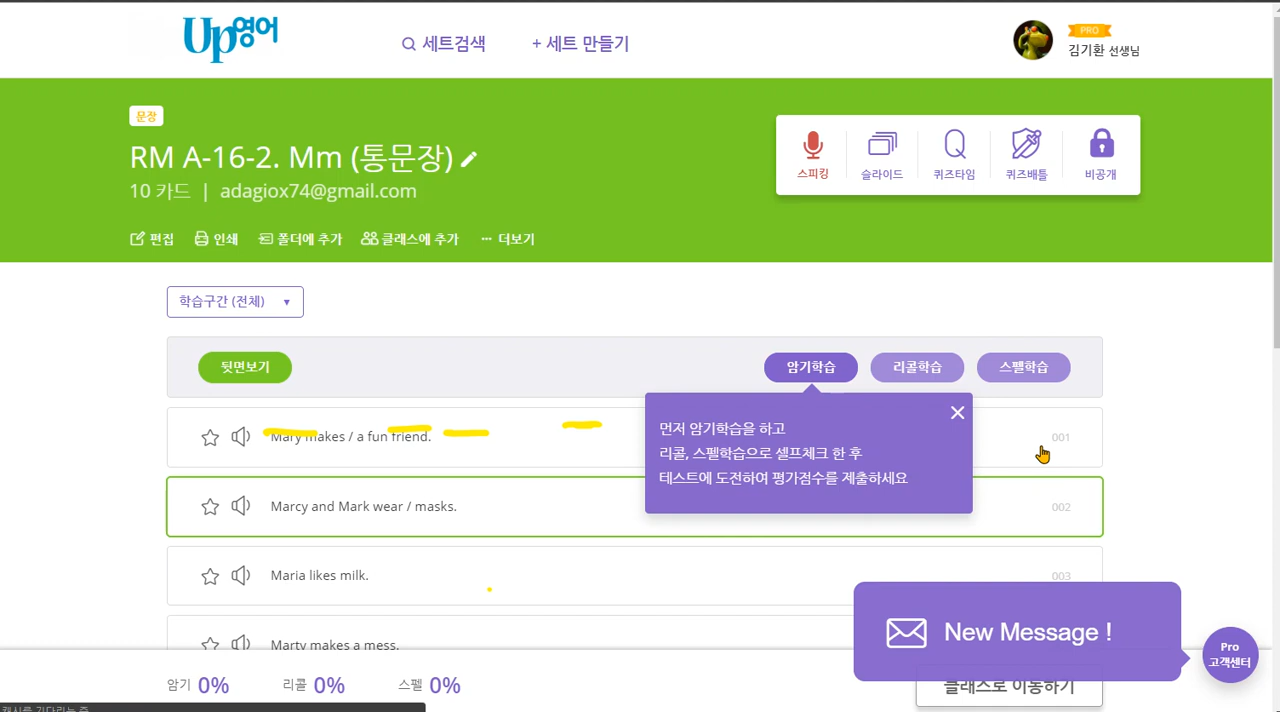 Up영어
세트검색
+ 세트 만들기
PRO
김기환 선생님
문장
RM A-16-2. Mm (통문장)
10 카드 | adagiox74@gmail.com
스피킹
슬라이드
퀴즈타임
퀴즈배틀
비공개
편집
인쇄
폴더에 추가
클래스에 추가
··· 더보기
학습구간 (전체) ▼
뒷면보기
암기학습
리콜학습
스펠학습
먼저 암기학습을 하고
리콜, 스펠학습으로 셀프체크 한 후
테스트에 도전하여 평가점수를 제출하세요
Mary makes / a fun friend.
001
Marcy and Mark wear / masks.
002
Maria likes milk.
003
Marty makes a mess.
New Message !
Pro
고객센터
암기 0%
리콜 0%
스펠 0%
클래스로 이동하기
캐시를 기다리는 중